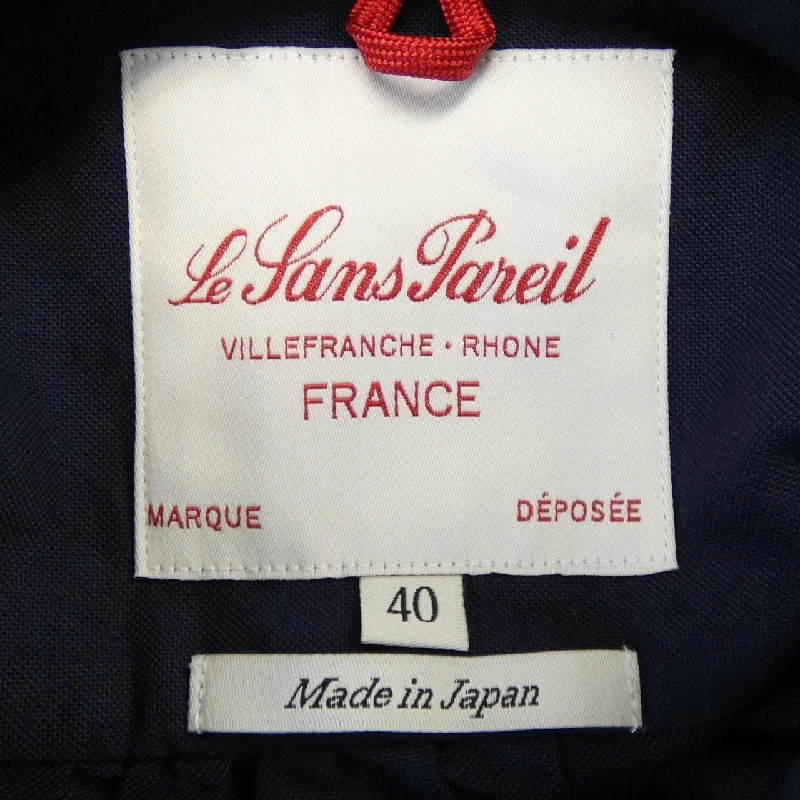 Le Sans Pareil
VILLEFRANCHE · RHONE
FRANCE
MARQUE DÉPOSÉE
40
Made in Japan